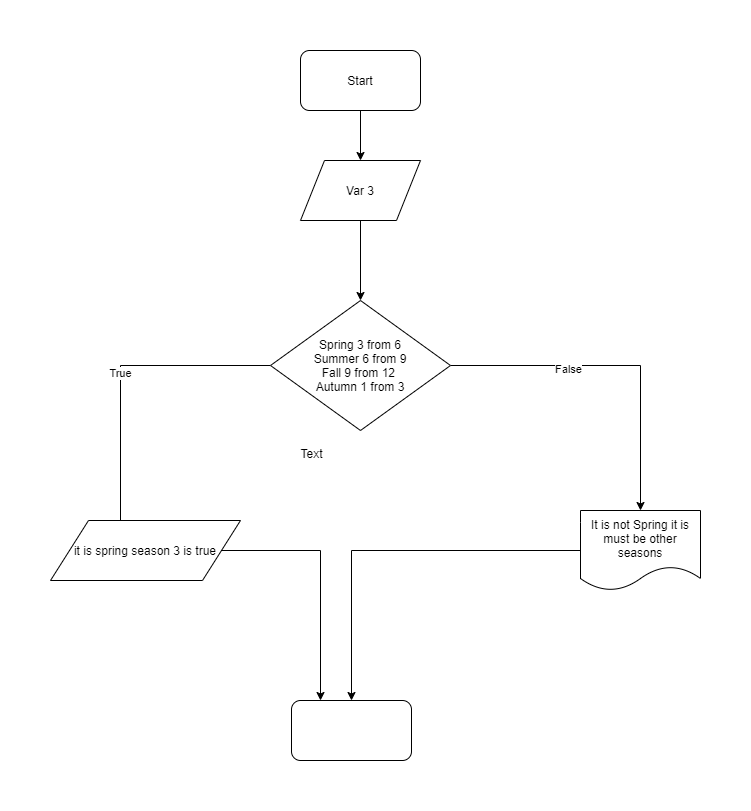 Start
Var 3
Spring 3 from 6
Summer 6 from 9
Fall 9 from 12
Autumn 1 from 3
True
False
Text
It is not Spring it is
must be other
seasons
it is spring season 3 is true